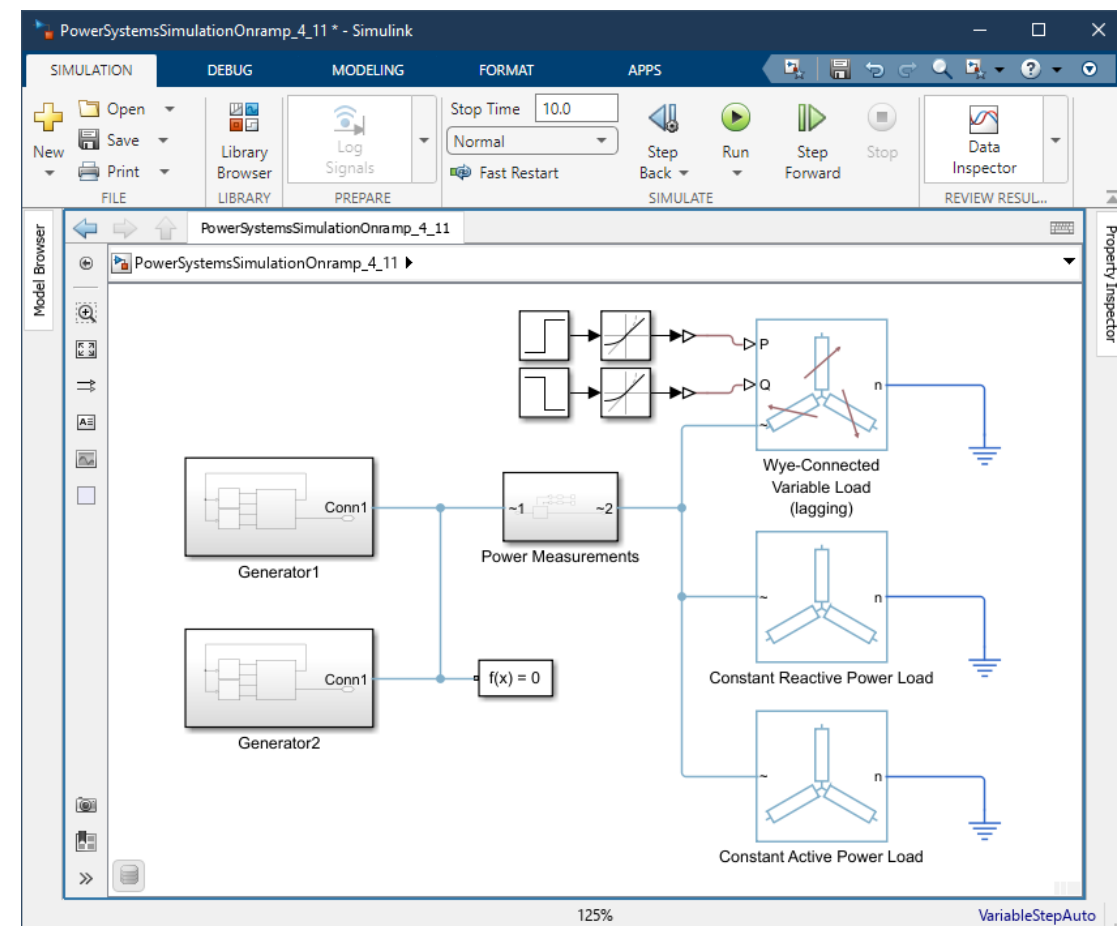 PowerSystemsSimulationOnramp_4_11 * - Simulink
SIMULATION DEBUG MODELING FORMAT APPS
New
Open
Save
Print
FILE
Library
Browser
LIBRARY
Log
Signals
PREPARE
Stop Time 10.0
Normal
Fast Restart
Step
Back
Run
Step
Forward
Stop
SIMULATE
Data
Inspector
REVIEW RESUL...
Model Browser
Property Inspector
PowerSystemsSimulationOnramp_4_11
PowerSystemsSimulationOnramp_4_11
P
Q
~
n
Wye-Connected
Variable Load
(lagging)
Conn1
Generator1
~1 ~2
Power Measurements
~ n
Constant Reactive Power Load
Conn1
Generator2
f(x) = 0
~ n
Constant Active Power Load
125%
VariableStepAuto